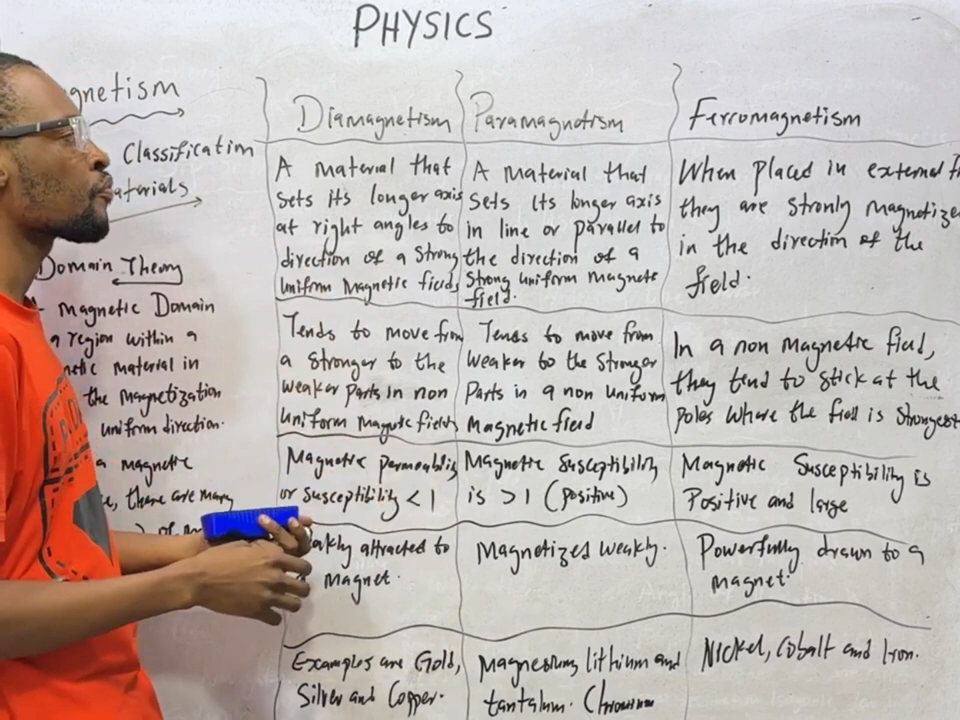 PHYSICS
gnetism
Classification
aterials
Domain Theory
magnetic Domain
a region within a
netic material in
the magnetization
uniform direction.
a magnetic
e, there are many
Diamagnetism
A material that
sets its longer axis
at right angles to
direction of a Strong
Uniform Magnetic field
Tends to move from
a stronger to the
weaker parts in non
Uniform Magnetic field
Magnetic permeability
or susceptibility < 1
akly attracted to
magnet.
Examples are Gold,
Silver and Copper.
Paramagnetism
A Material that
Sets its longer axis
in line or parallel to
the direction of a
Strong uniform magnete
field.
Tends to move from
weaker to the Stronger
Parts in a non uniform
Magnetic field
Magnetic Susceptibility
is > 1 (positive)
Magnetized weakly.
Magnesium, lithium and
tantalum. Chromium
Ferromagnetism
When placed in external
they are stronly magnetize
in the direction of the
field.
In a non magnetic field,
they tend to stick at the
poles where the field is strongest
Magnetic Susceptibility is
Positive and large
Powerfully drawn to a
magnet.
Nickel, Cobalt and Iron.